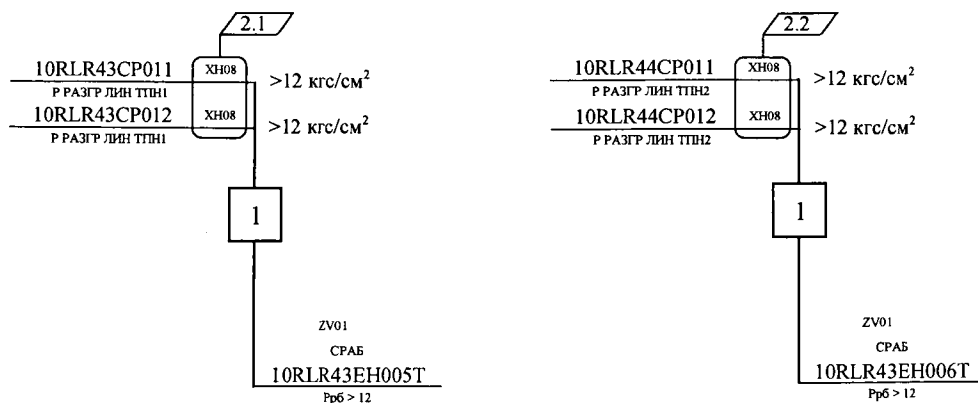 2.1
10RLR43CP011 XH08 >12 кгс/см²
Р РАЗГР ЛИН ТПН1
10RLR43CP012 XH08 >12 кгс/см²
Р РАЗГР ЛИН ТПН1
1
ZV01
СРАБ
10RLR43EH005T
Ррб > 12
2.2
10RLR44CP011 XH08 >12 кгс/см²
Р РАЗГР ЛИН ТПН2
10RLR44CP012 XH08 >12 кгс/см²
Р РАЗГР ЛИН ТПН2
1
ZV01
СРАБ
10RLR43EH006T
Ррб > 12